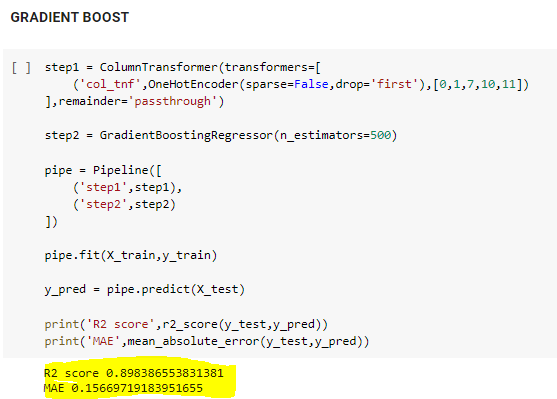 GRADIENT BOOST
[ ] step1 = ColumnTransformer(transformers=[
('col_tnf',OneHotEncoder(sparse=False,drop='first'),[0,1,7,10,11])
],remainder='passthrough')
step2 = GradientBoostingRegressor(n_estimators=500)
pipe = Pipeline([
('step1',step1),
('step2',step2)
])
pipe.fit(X_train,y_train)
y_pred = pipe.predict(X_test)
print('R2 score',r2_score(y_test,y_pred))
print('MAE',mean_absolute_error(y_test,y_pred))
R2 score 0.898386553831381
MAE 0.15669719183951655